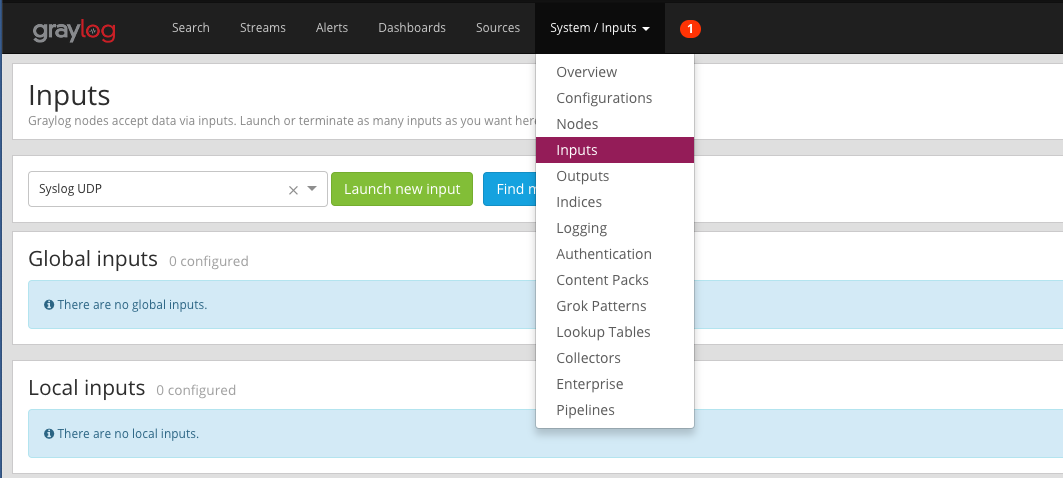 graylog
Search
Streams
Alerts
Dashboards
Sources
System / Inputs
1
Inputs
Graylog nodes accept data via inputs. Launch or terminate as many inputs as you want here
Syslog UDP
Launch new input
Find
Global inputs 0 configured
There are no global inputs.
Local inputs 0 configured
There are no local inputs.
Overview
Configurations
Nodes
Inputs
Outputs
Indices
Logging
Authentication
Content Packs
Grok Patterns
Lookup Tables
Collectors
Enterprise
Pipelines